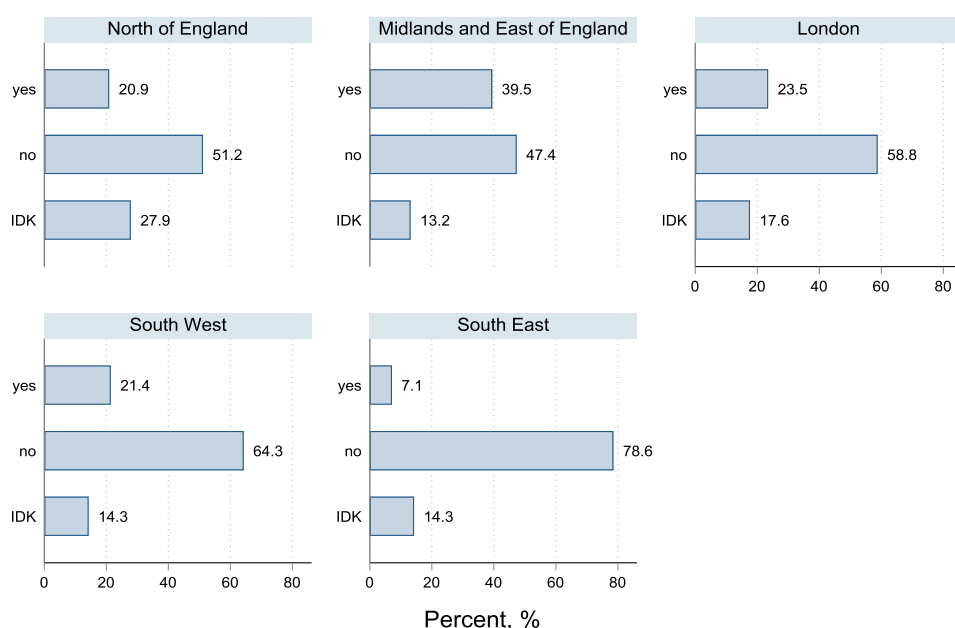 North of England
yes 20.9
no 51.2
IDK 27.9
Midlands and East of England
yes 39.5
no 47.4
IDK 13.2
London
yes 23.5
no 58.8
IDK 17.6
0 20 40 60 80
South West
yes 21.4
no 64.3
IDK 14.3
0 20 40 60 80
South East
yes 7.1
no 78.6
IDK 14.3
0 20 40 60 80
Percent, %